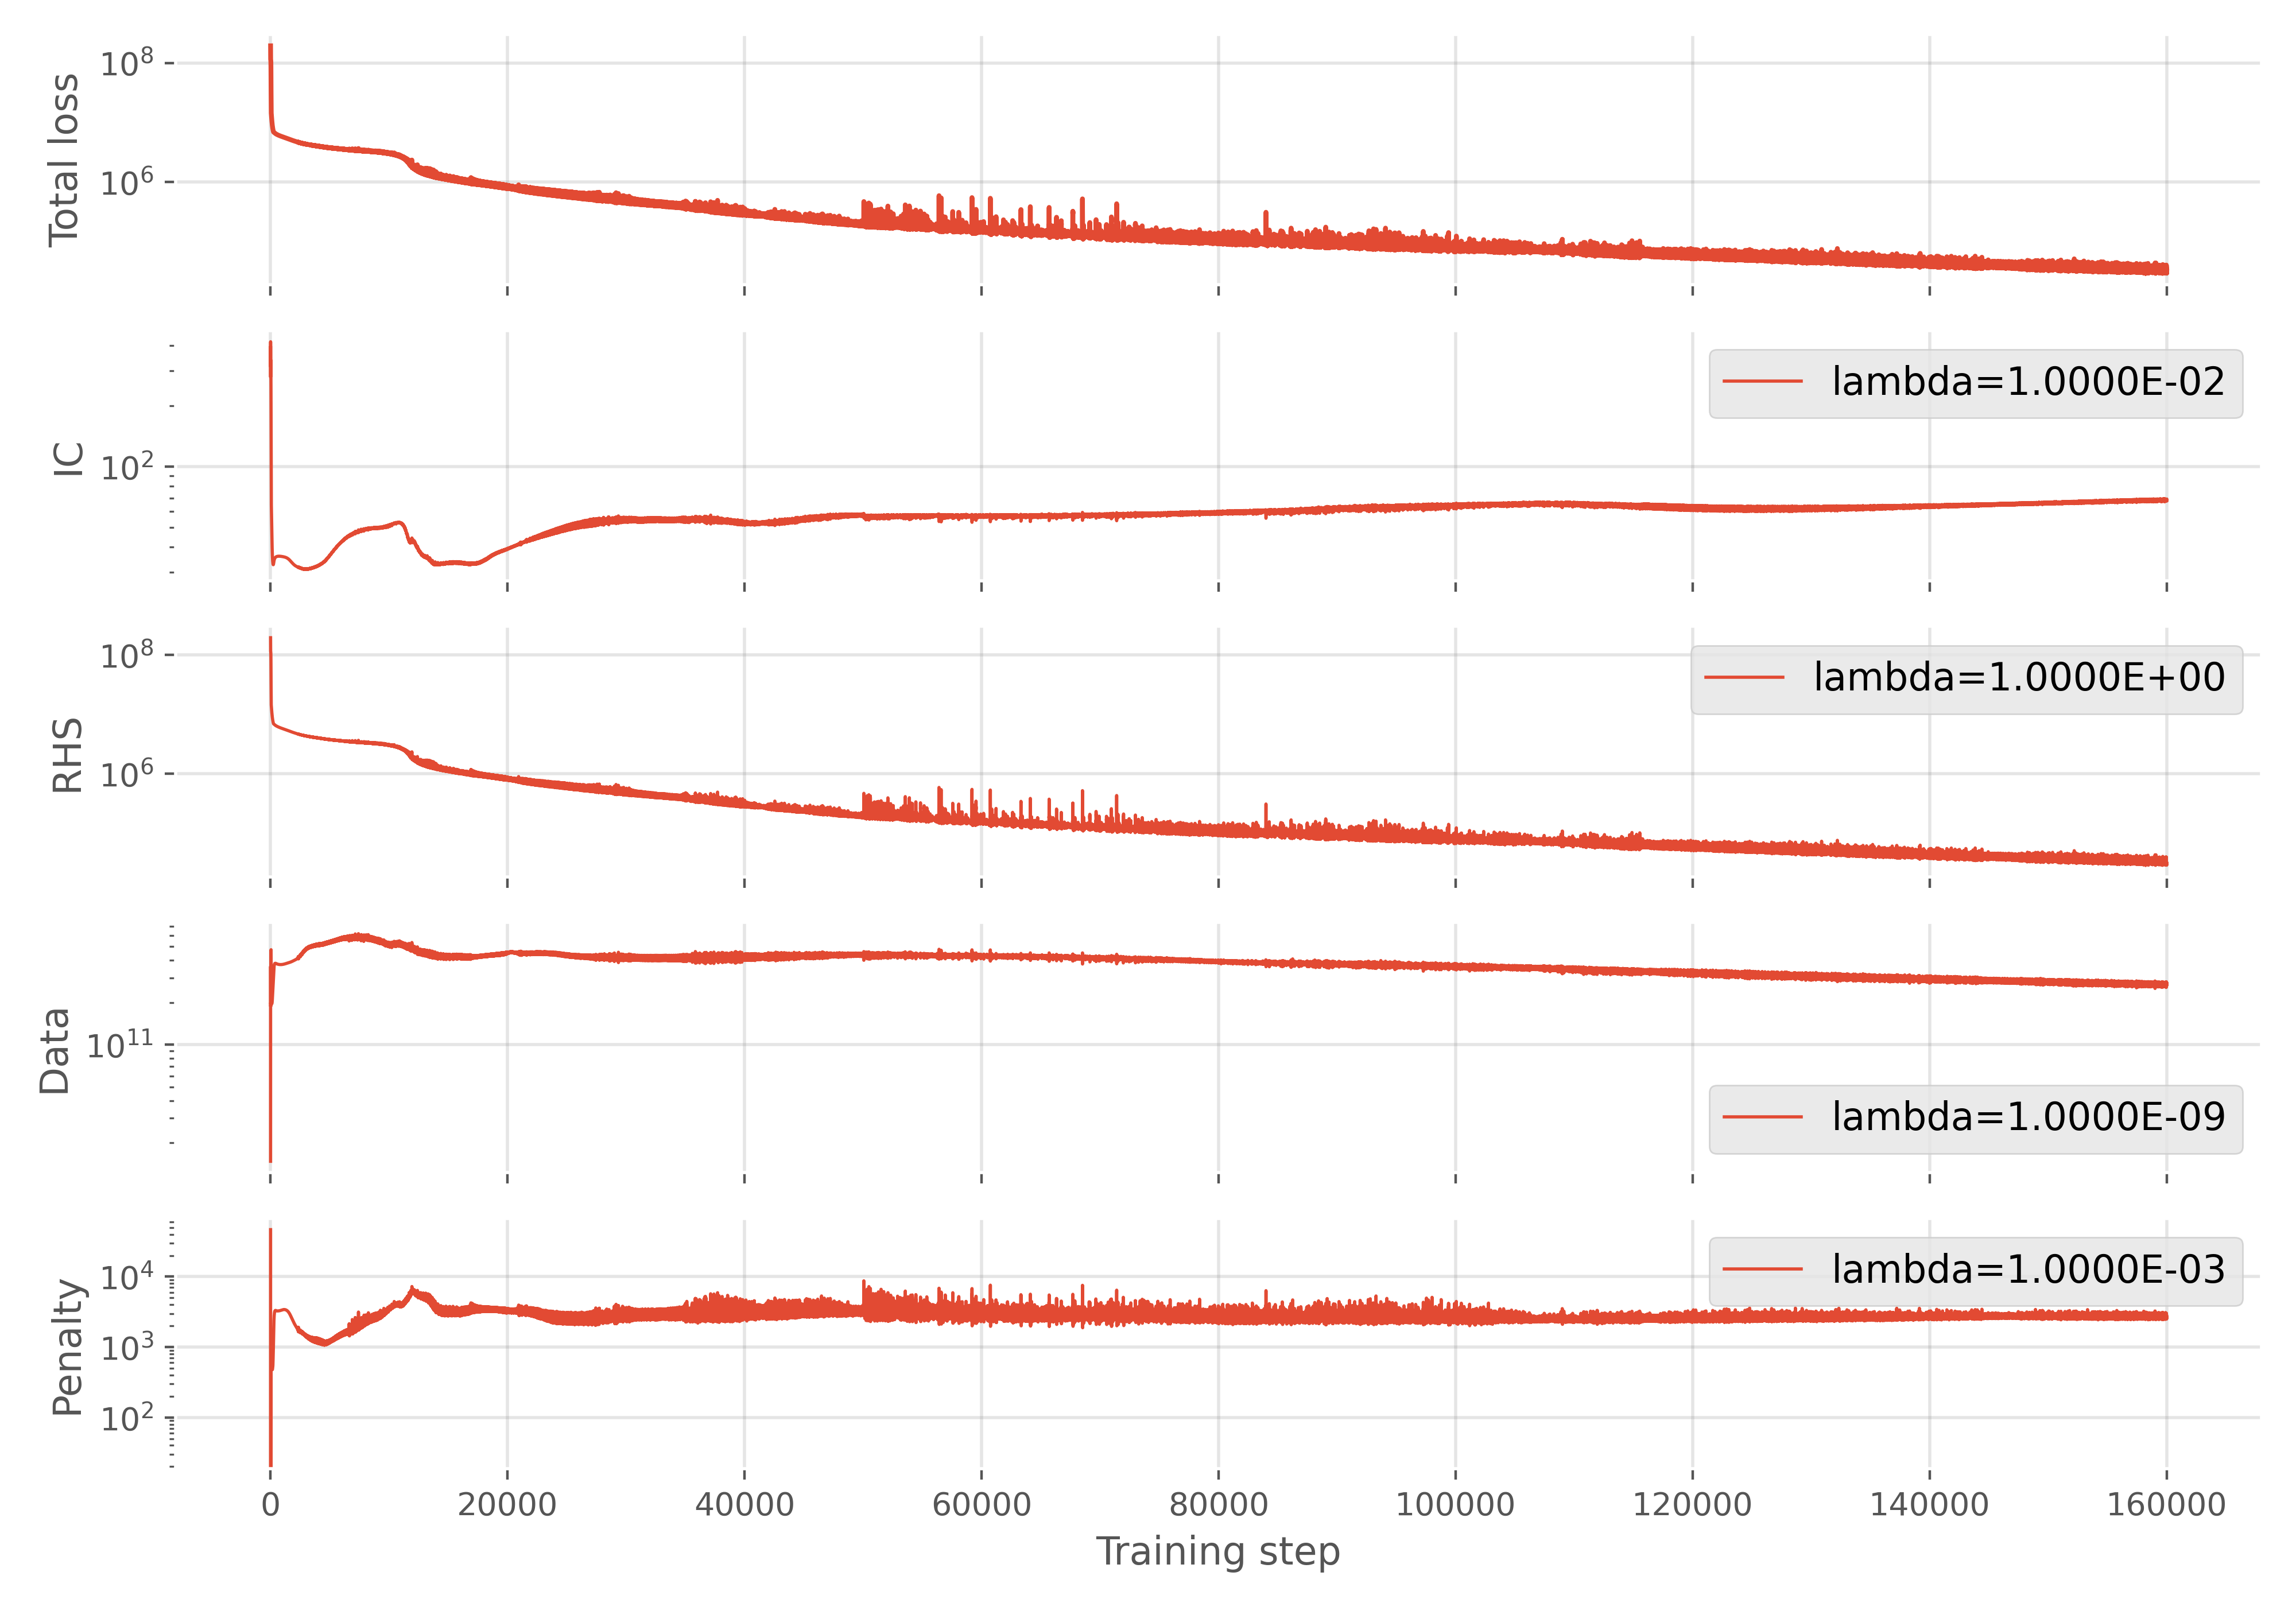 Total loss
10⁸
10⁶
IC
10²
lambda=1.0000E-02
RHS
10⁸
10⁶
lambda=1.0000E+00
Data
10¹¹
lambda=1.0000E-09
Penalty
10⁴
10³
10²
lambda=1.0000E-03
0 20000 40000 60000 80000 100000 120000 140000 160000
Training step